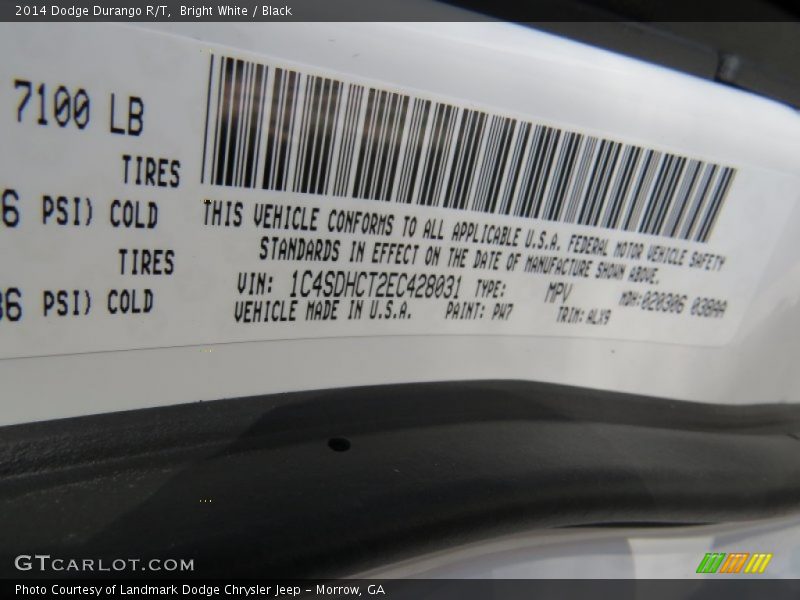 2014 Dodge Durango R/T,  Bright White / Black
7100 LB
TIRES
6 PSI) COLD
TIRES
36 PSI) COLD
THIS VEHICLE CONFORMS TO ALL APPLICABLE U.S.A. FEDERAL MOTOR VEHICLE SAFETY
STANDARDS IN EFFECT ON THE DATE OF MANUFACTURE SHOWN ABOVE.
VIN: 1C4SDHCT2EC428031 TYPE: MPV MDH:020306 038AA
VEHICLE MADE IN U.S.A. PAINT: PW7 TRIM: ALX9
GTCARLOT.COM
Photo Courtesy of Landmark Dodge Chrysler Jeep - Morrow, GA